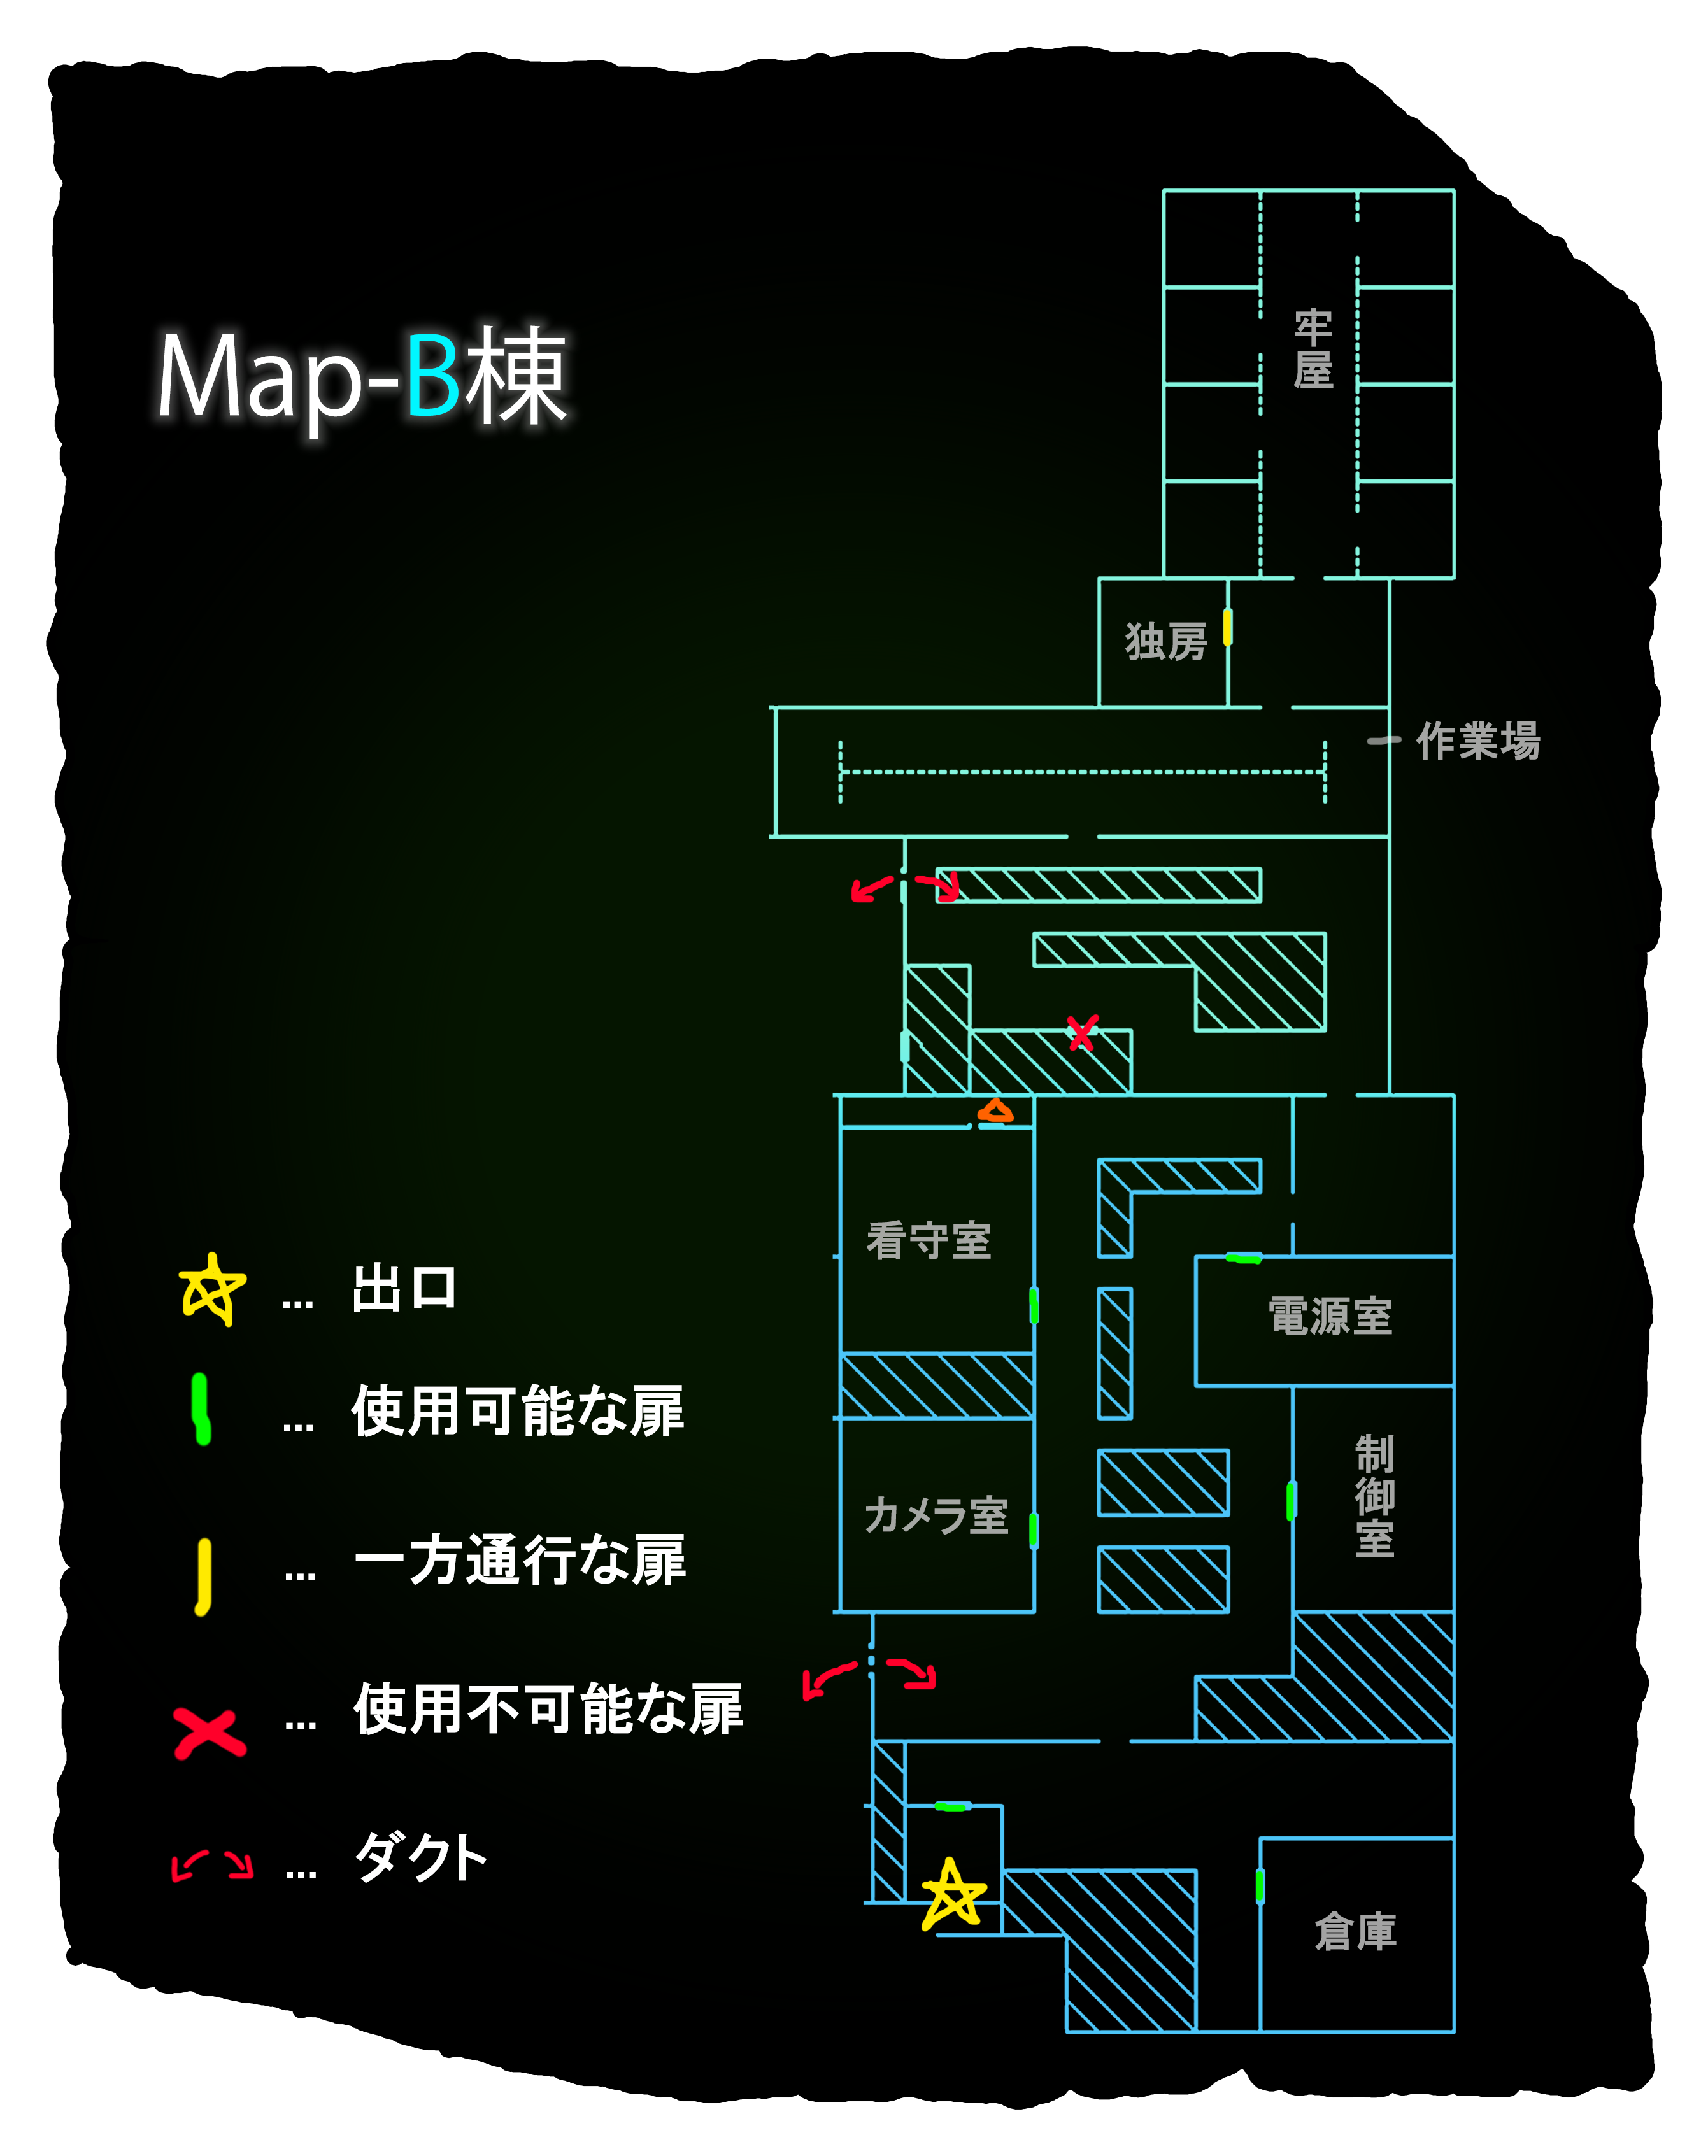 Map-B棟
牢屋
独房
作業場
看守室
電源室
制御室
カメラ室
倉庫
... 出口
... 使用可能な扉
... 一方通行な扉
... 使用不可能な扉
... ダクト